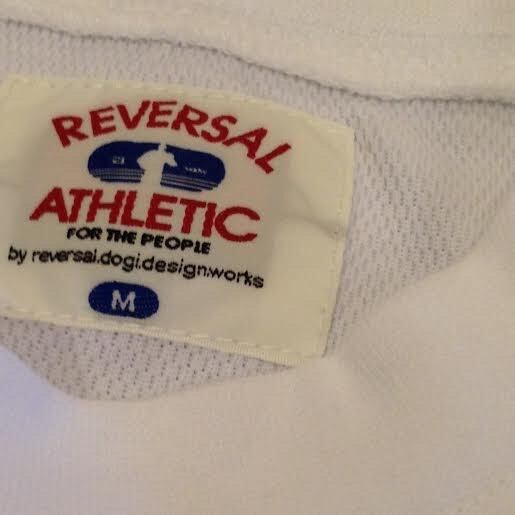 REVERSAL
ATHLETIC
FOR THE PEOPLE
by reversal.dogi.design.works
M